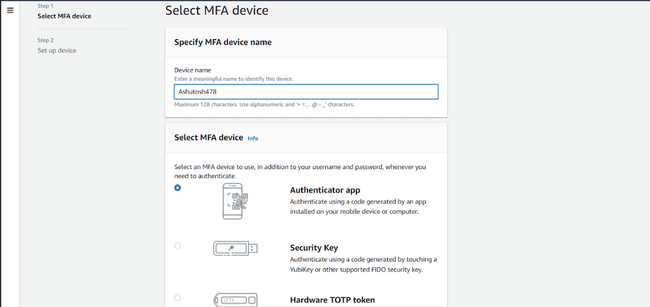 Step 1
Select MFA device
Step 2
Set up device
Select MFA device
Specify MFA device name
Device name
Enter a meaningful name to identify this device.
Ashutosh478
Maximum 128 characters. Use alphanumeric and '+ = , . @ - _' characters.
Select MFA device Info
Select an MFA device to use, in addition to your username and password, whenever you
need to authenticate.
Authenticator app
Authenticate using a code generated by an app
installed on your mobile device or computer.
Security Key
Authenticate using a code generated by touching a
YubiKey or other supported FIDO security key.
Hardware TOTP token